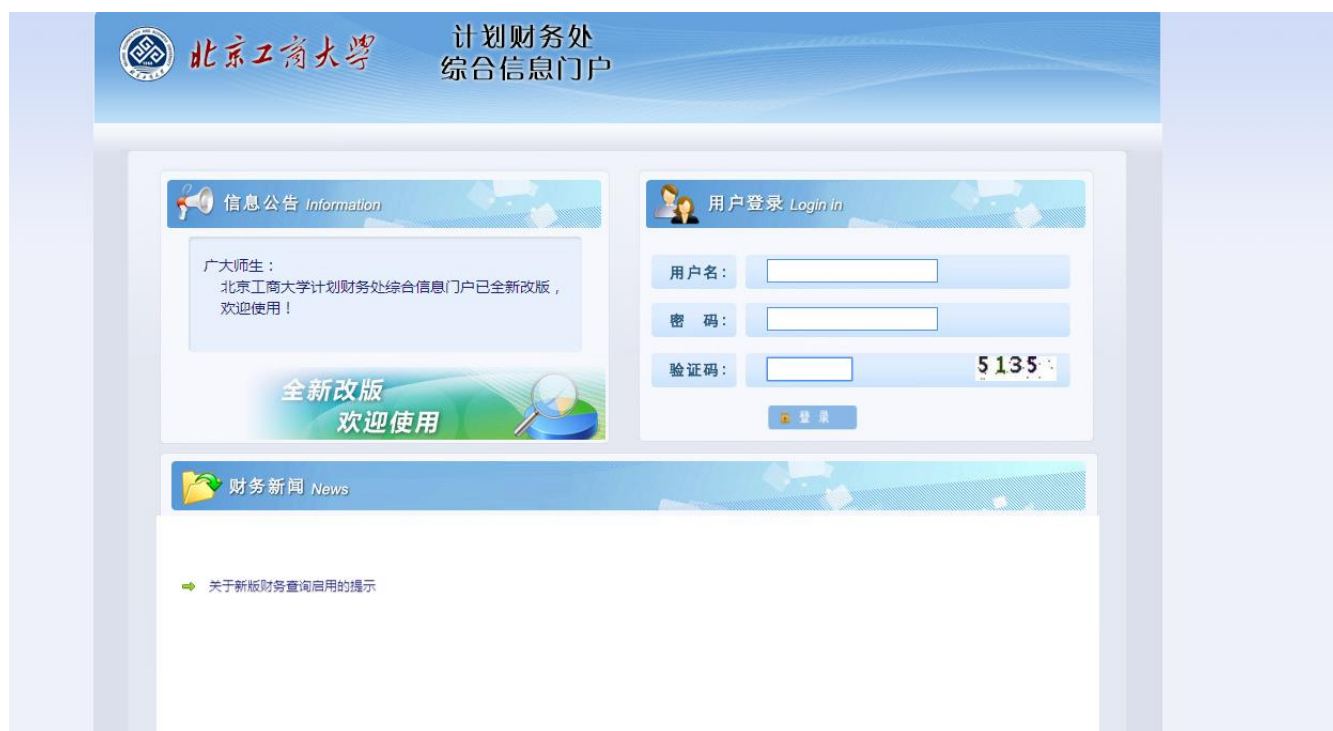 北京工商大学
计划财务处
综合信息门户
信息公告 Information
广大师生：
北京工商大学计划财务处综合信息门户已全新改版，
欢迎使用！
全新改版
欢迎使用
用户登录 Login in
用户名：
密 码：
验证码：
5135
登 录
财务新闻 News
关于新版财务查询启用的提示